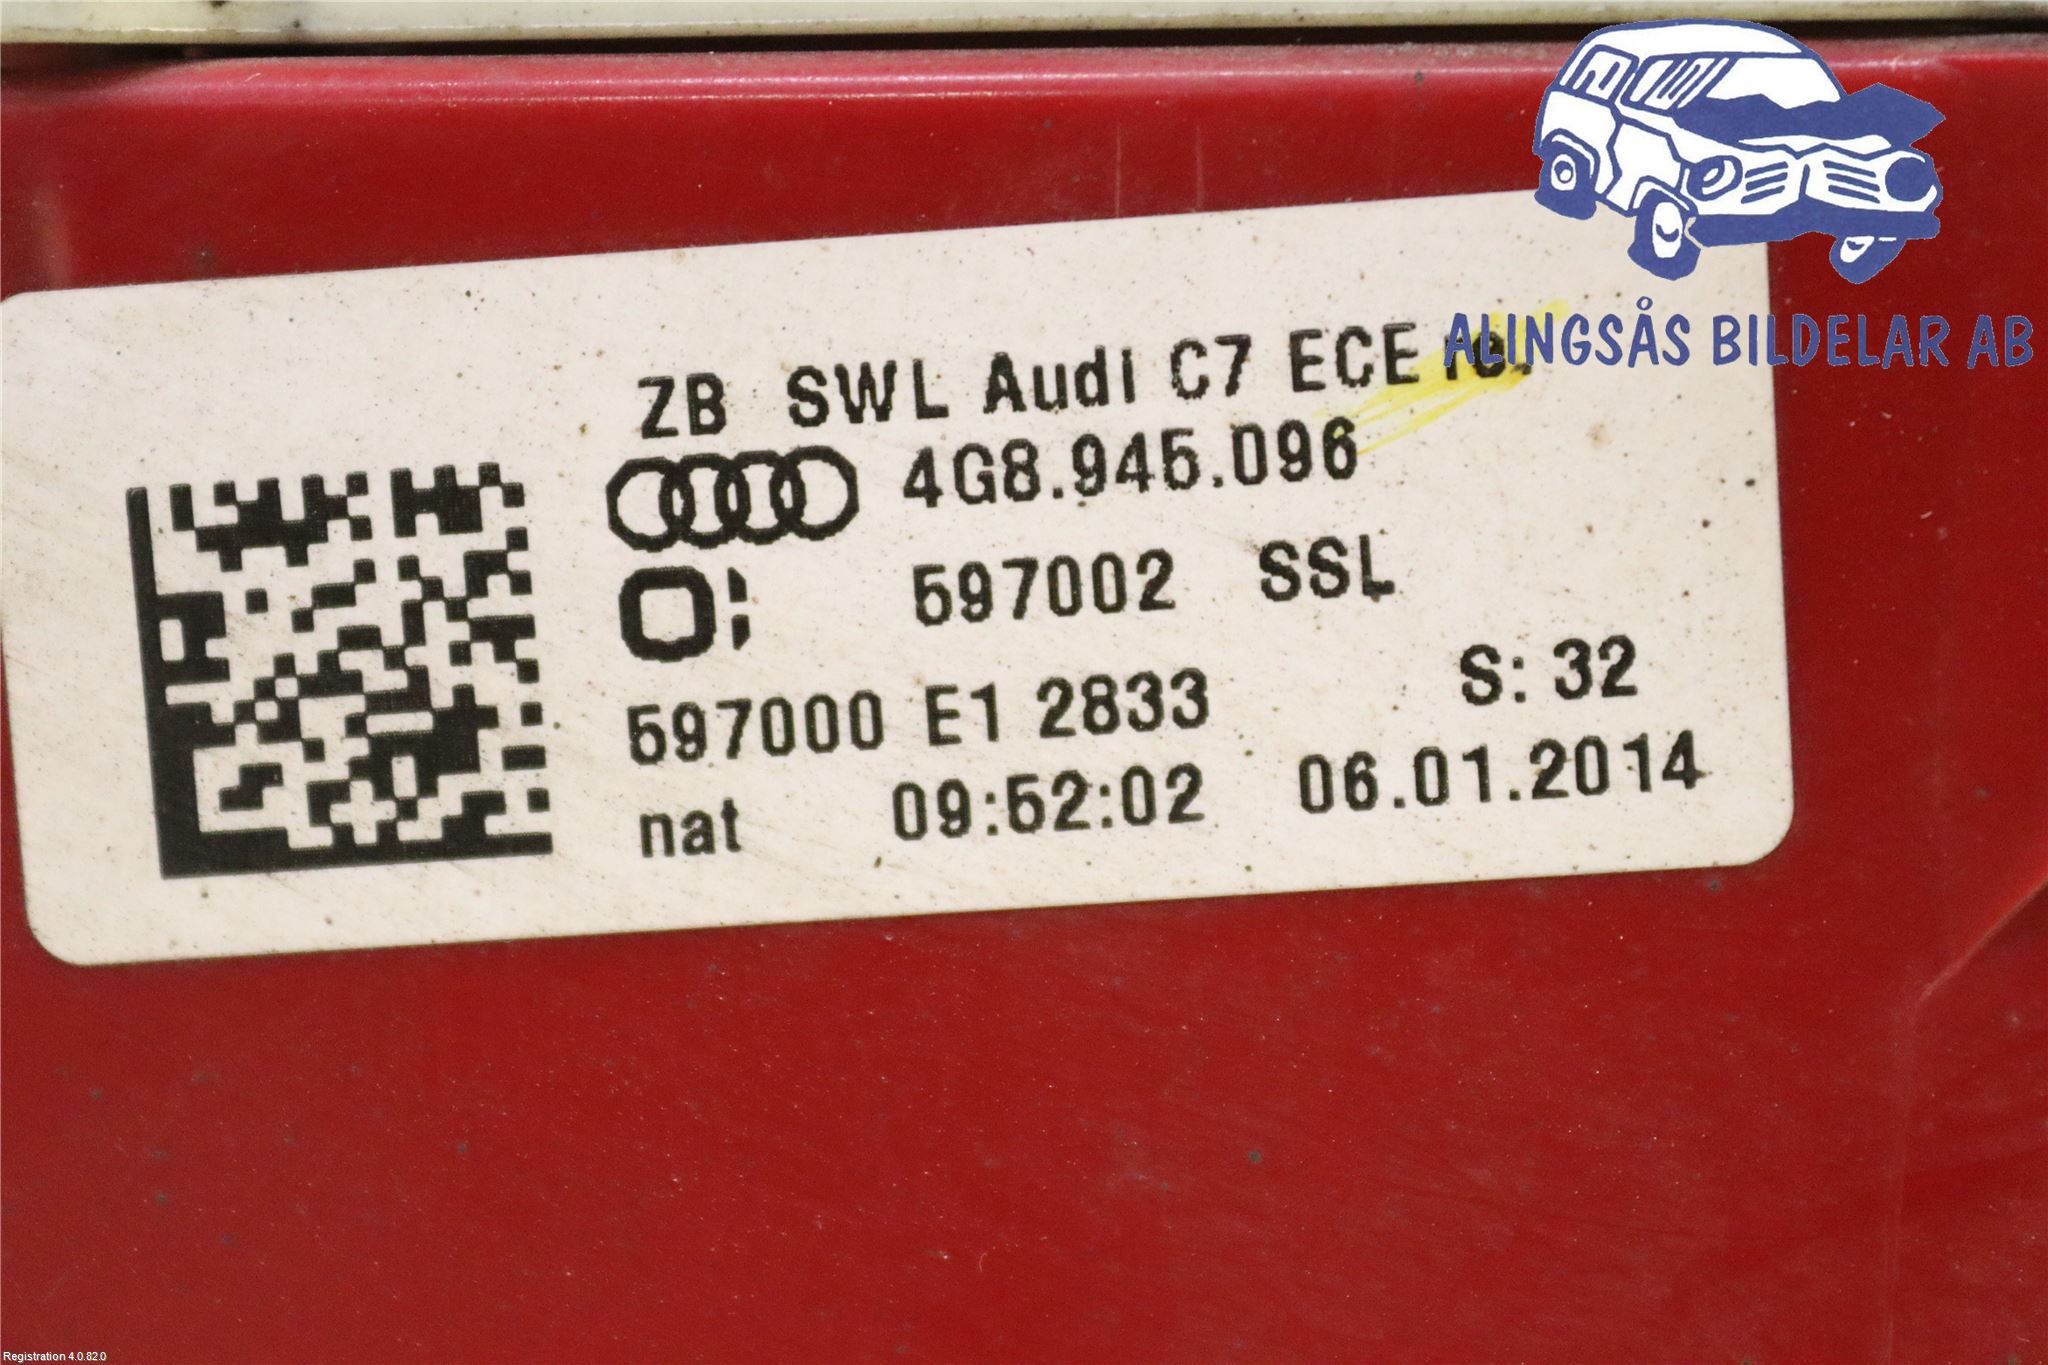 ALINGSÅS BILDELAR AB
ZB SWL Audi C7 ECE re.
4G8.945.096
597002 SSL
597000 E1 2833 S: 32
nat 09:52:02 06.01.2014
Registration 4.0.82.0